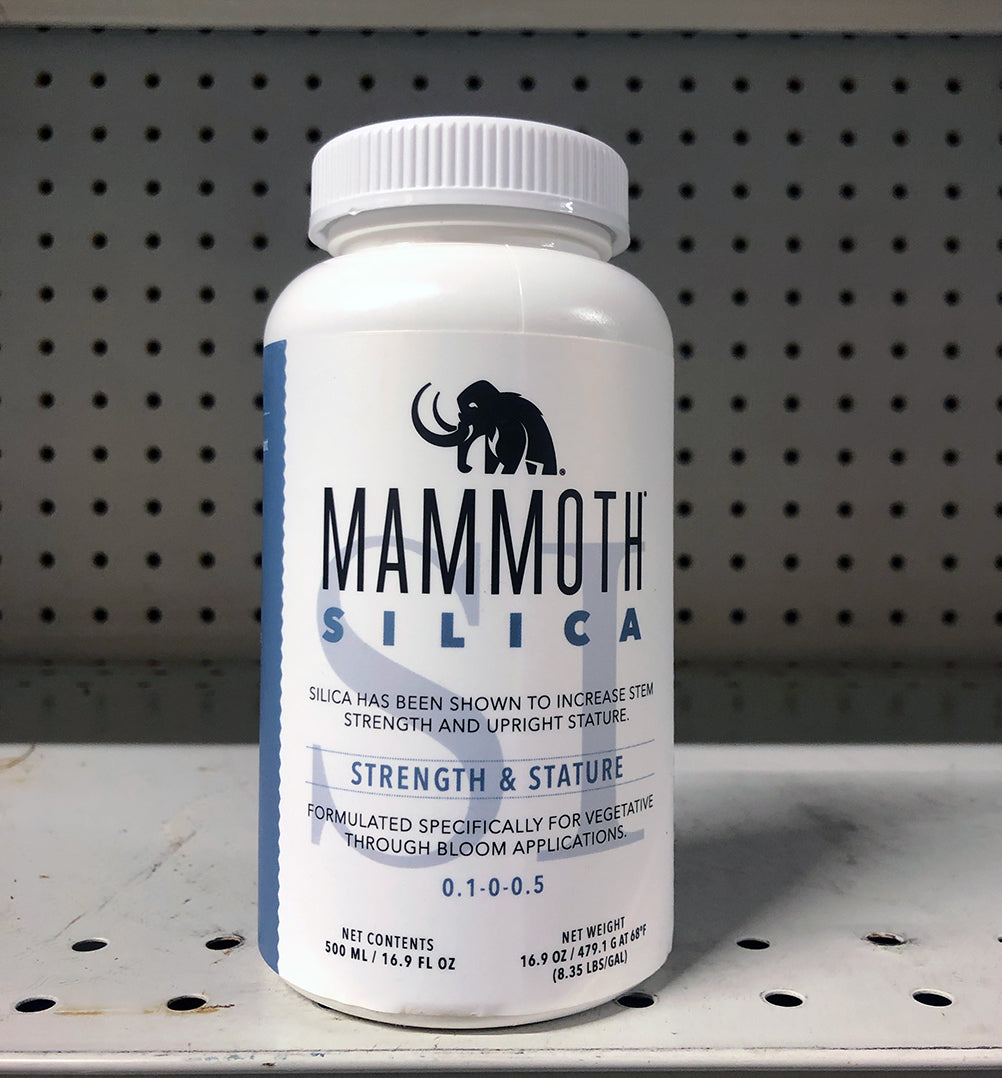 MAMMOTH®
SILICA
SI
SILICA HAS BEEN SHOWN TO INCREASE STEM
STRENGTH AND UPRIGHT STATURE.
STRENGTH & STATURE
FORMULATED SPECIFICALLY FOR VEGETATIVE
THROUGH BLOOM APPLICATIONS.
0.1-0-0.5
NET CONTENTS
500 ML / 16.9 FL OZ
NET WEIGHT
16.9 OZ / 479.1 G AT 68°F
(8.35 LBS/GAL)